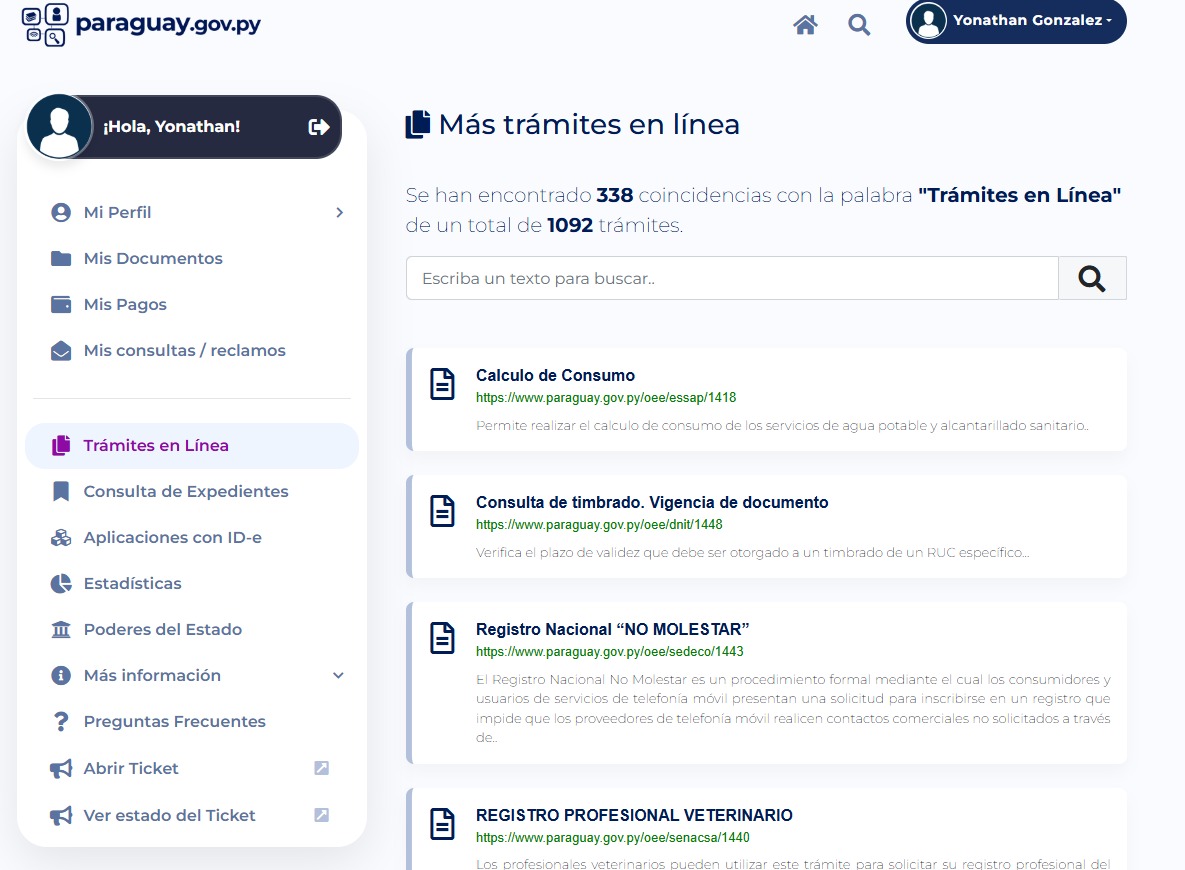 paraguay.gov.py
Yonathan Gonzalez
¡Hola, Yonathan!
Mi Perfil
Mis Documentos
Mis Pagos
Mis consultas / reclamos
Trámites en Línea
Consulta de Expedientes
Aplicaciones con ID-e
Estadísticas
Poderes del Estado
Más información
Preguntas Frecuentes
Abrir Ticket
Ver estado del Ticket
Más trámites en línea
Se han encontrado 338 coincidencias con la palabra "Trámites en Línea"
de un total de 1092 trámites.
Escriba un texto para buscar..
Calculo de Consumo
https://www.paraguay.gov.py/oee/essap/1418
Permite realizar el calculo de consumo de los servicios de agua potable y alcantarillado sanitario..
Consulta de timbrado. Vigencia de documento
https://www.paraguay.gov.py/oee/dnit/1448
Verifica el plazo de validez que debe ser otorgado a un timbrado de un RUC específico...
Registro Nacional “NO MOLESTAR”
https://www.paraguay.gov.py/oee/sedeco/1443
El Registro Nacional No Molestar es un procedimiento formal mediante el cual los consumidores y
usuarios de servicios de telefonía móvil presentan una solicitud para inscribirse en un registro que
impide que los proveedores de telefonía móvil realicen contactos comerciales no solicitados a través
de..
REGISTRO PROFESIONAL VETERINARIO
https://www.paraguay.gov.py/oee/senacsa/1440
Los profesionales veterinarios pueden utilizar este trámite para solicitar su registro profesional del